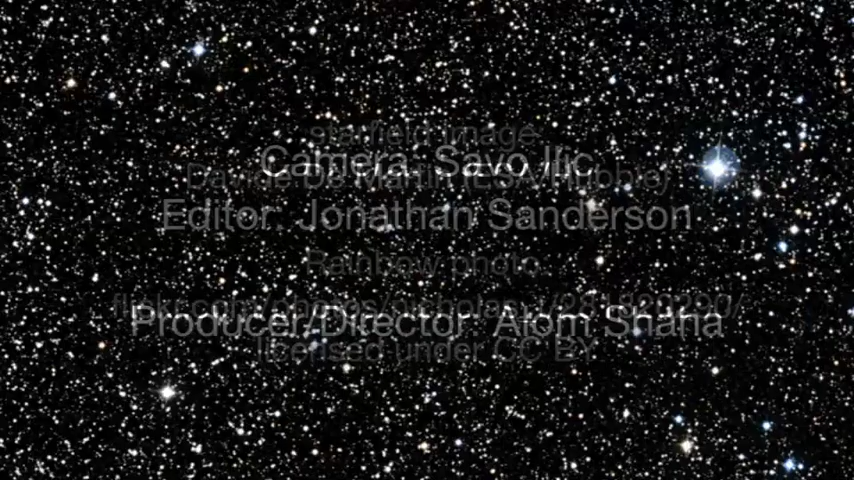 starfield image:
Camera: Savo Ilic
Davide De Martin (ESA/Hubble)
Editor: Jonathan Sanderson
Rainbow photo:
Producer/Director: Alom Shaha
licensed under CC BY